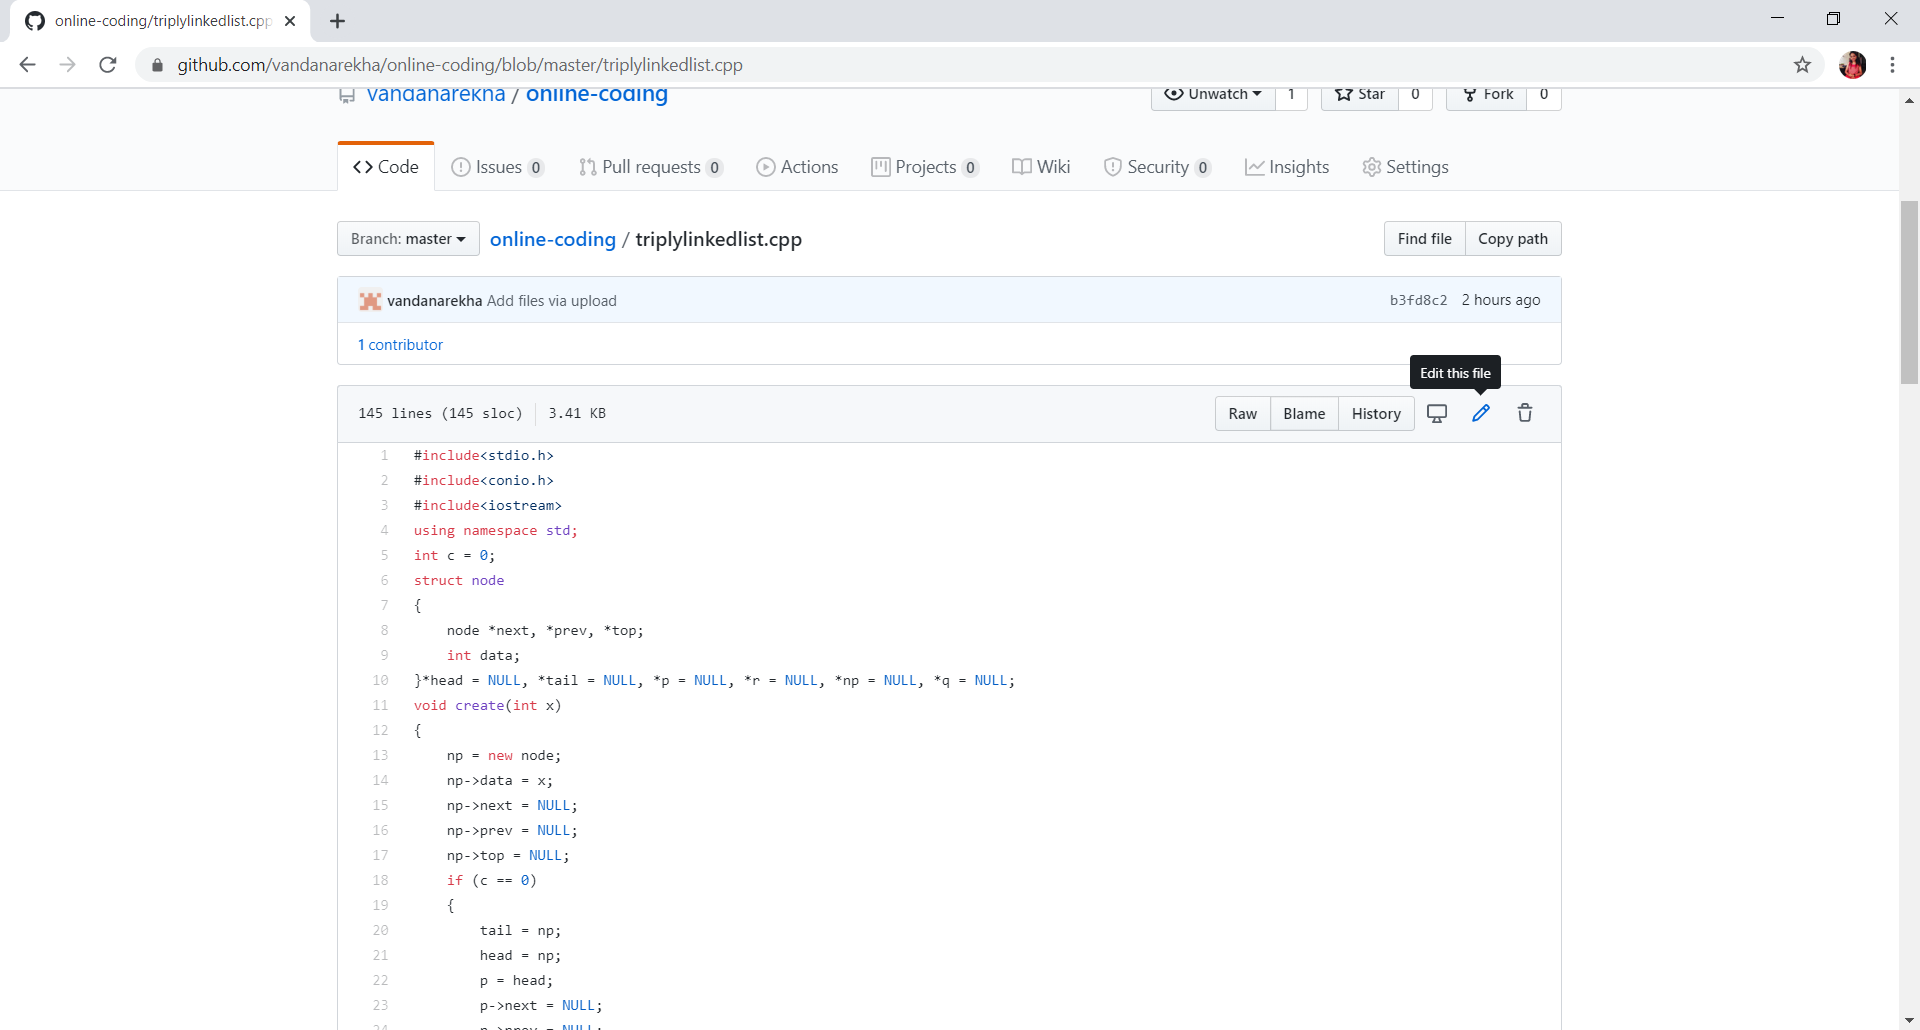 online-coding/triplylinkedlist.cpp
github.com/vandanarekha/online-coding/blob/master/triplylinkedlist.cpp
vandanarekha / online-coding
Unwatch 1 Star 0 Fork 0
Code Issues 0 Pull requests 0 Actions Projects 0 Wiki Security 0 Insights Settings
Branch: master online-coding / triplylinkedlist.cpp Find file Copy path
vandanarekha Add files via upload b3fd8c2 2 hours ago
1 contributor
Edit this file
145 lines (145 sloc) 3.41 KB Raw Blame History
1 #include<stdio.h>
2 #include<conio.h>
3 #include<iostream>
4 using namespace std;
5 int c = 0;
6 struct node
7 {
8 node *next, *prev, *top;
9 int data;
10 }*head = NULL, *tail = NULL, *p = NULL, *r = NULL, *np = NULL, *q = NULL;
11 void create(int x)
12 {
13 np = new node;
14 np->data = x;
15 np->next = NULL;
16 np->prev = NULL;
17 np->top = NULL;
18 if (c == 0)
19 {
20 tail = np;
21 head = np;
22 p = head;
23 p->next = NULL;
24 p->prev = NULL;